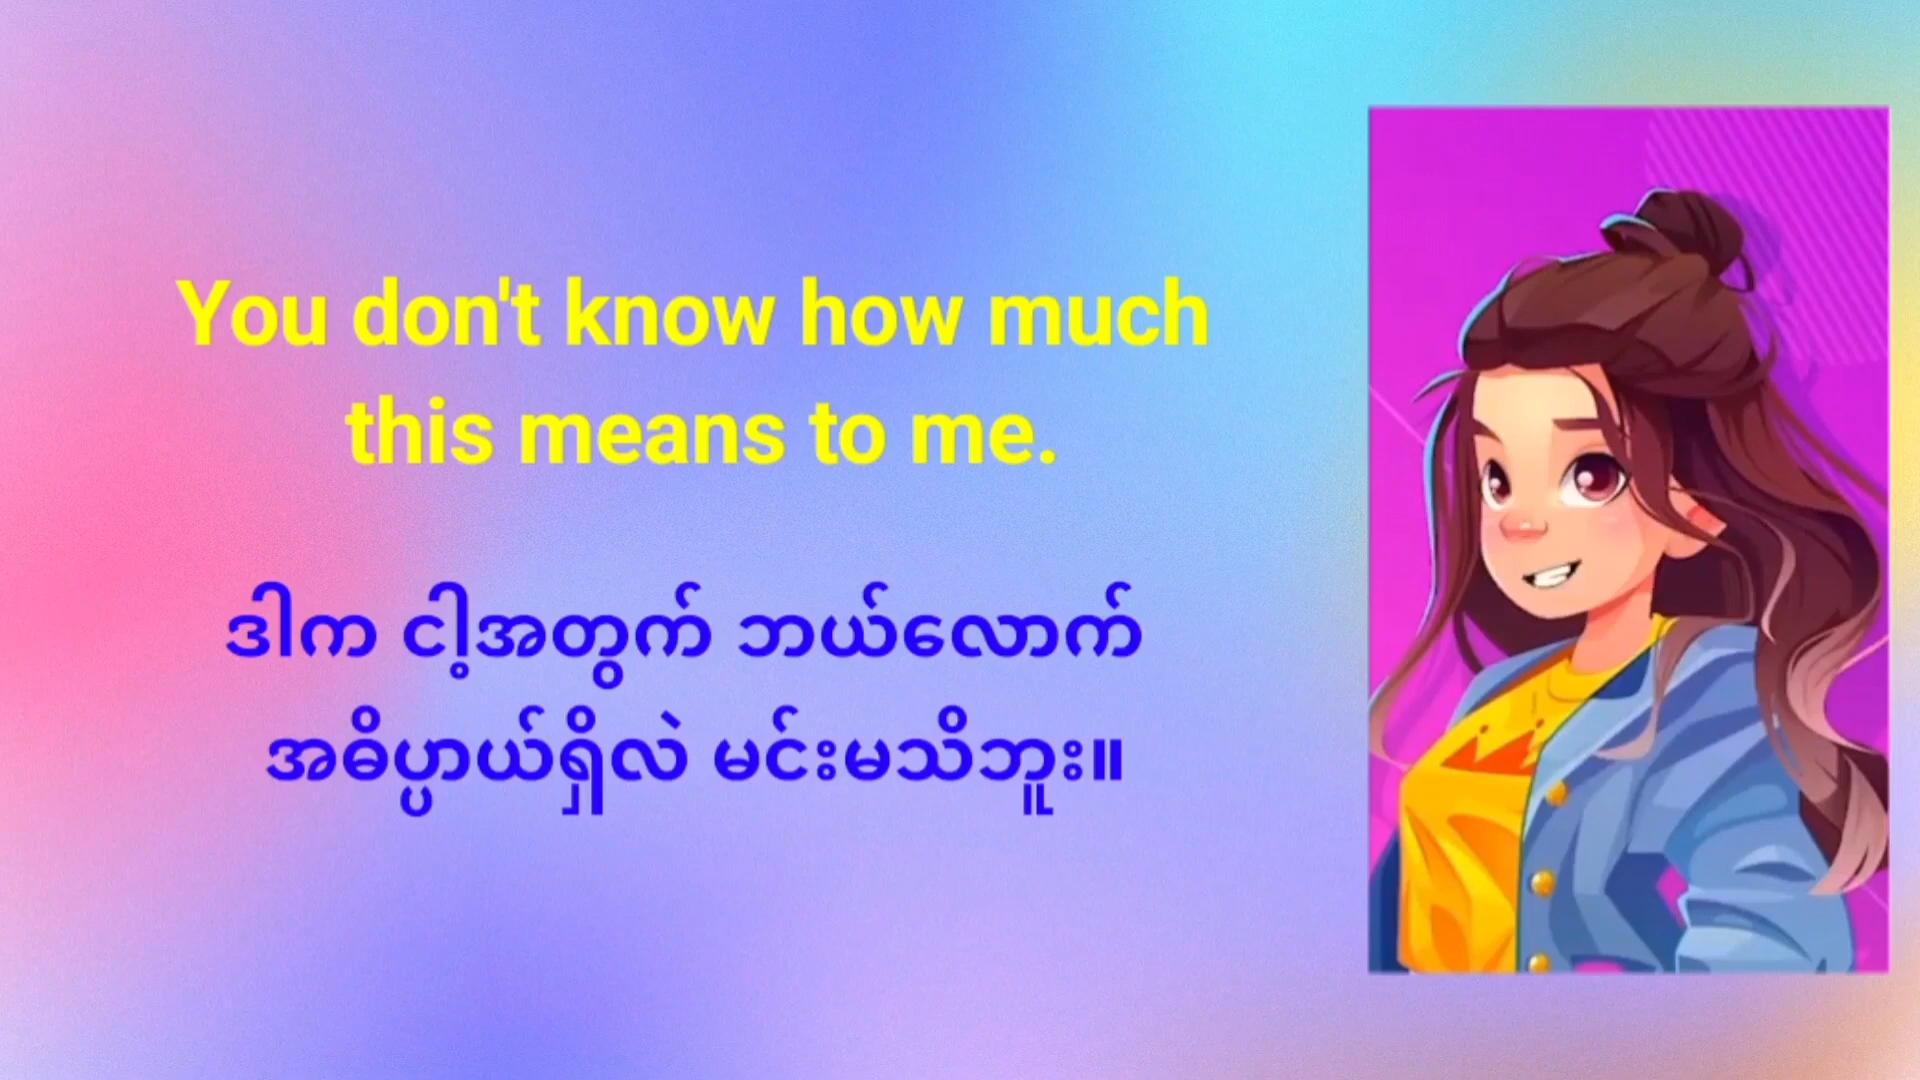 You don't know how much
this means to me.
ဒါက ငါ့အတွက် ဘယ်လောက်
အဓိပ္ပာယ်ရှိလဲ မင်းမသိဘူး။